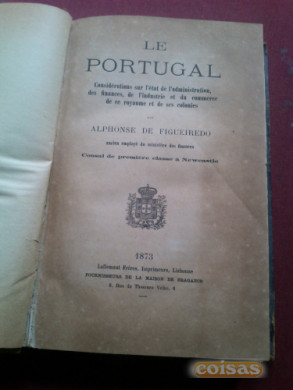 LE
PORTUGAL
Considérations sur l'état de l'administration,
des finances, de l'industrie et du commerce
de ce royaume et de ses colonies
PAR
ALPHONSE DE FIGUEIREDO
employé du ministère des finances
Consul de première classe à Newcastle
1873
Lallemant Frères, Imprimeurs, Lisbonne
FOURNISSEURS DE LA MAISON DE BRAGANCE
6, Rua do Thesouro Velho, 6
coisas